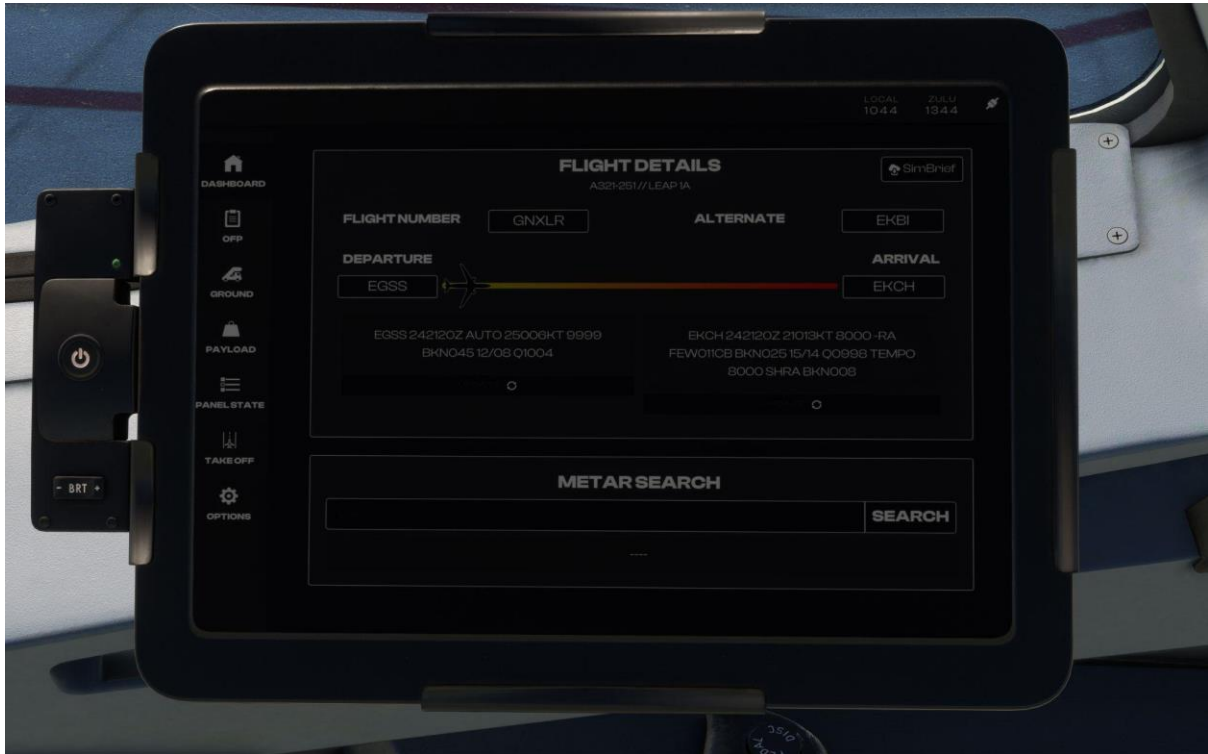 LOCAL ZULU
1044 1344
DASHBOARD
OFP
GROUND
PAYLOAD
PANEL STATE
TAKE OFF
OPTIONS
FLIGHT DETAILS
A321-251 // LEAP 1A
SimBrief
FLIGHT NUMBER GNXLR ALTERNATE EKBI
DEPARTURE ARRIVAL
EGSS EKCH
EGSS 242120Z AUTO 25006KT 9999
BKN045 12/08 Q1004
EKCH 242120Z 21013KT 8000 -RA
FEW011CB BKN025 15/14 Q0998 TEMPO
8000 SHRA BKN008
METAR SEARCH
SEARCH
----
- BRT +
DISC